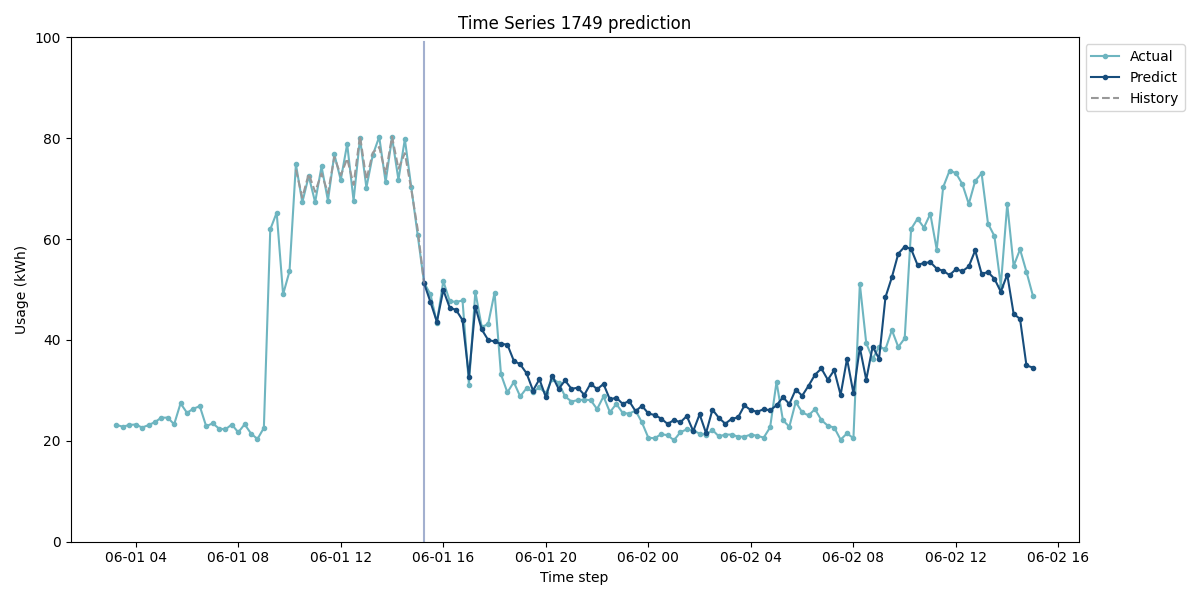 Time Series 1749 prediction
100
80
60
40
20
0
Usage (kWh)
06-01 04
06-01 08
06-01 12
06-01 16
06-01 20
06-02 00
06-02 04
06-02 08
06-02 12
06-02 16
Time step
Actual
Predict
History